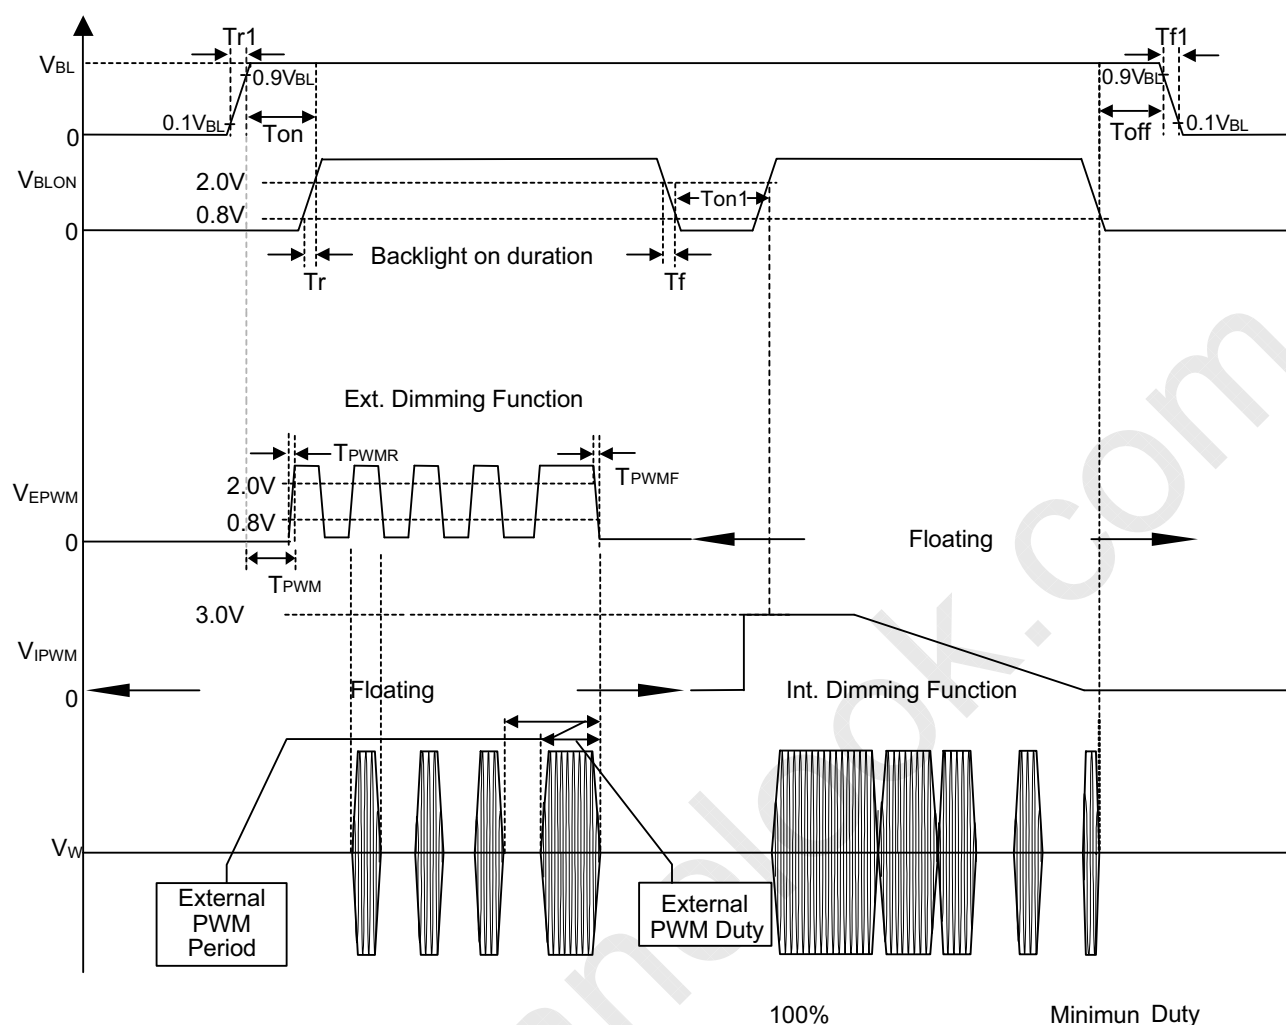 Tr1
Tf1
VBL
0.9VBL
0.9VBL
0.1VBL
Ton
Toff
0.1VBL
0
VBLON
2.0V
Ton1
0.8V
0
Backlight on duration
Tr
Tf
Ext. Dimming Function
TPWMR
TPWMF
VEPWM
2.0V
0.8V
0
Floating
TPWM
3.0V
VIPWM
0
Floating
Int. Dimming Function
VW
External
PWM
Period
External
PWM Duty
100%
Minimun Duty